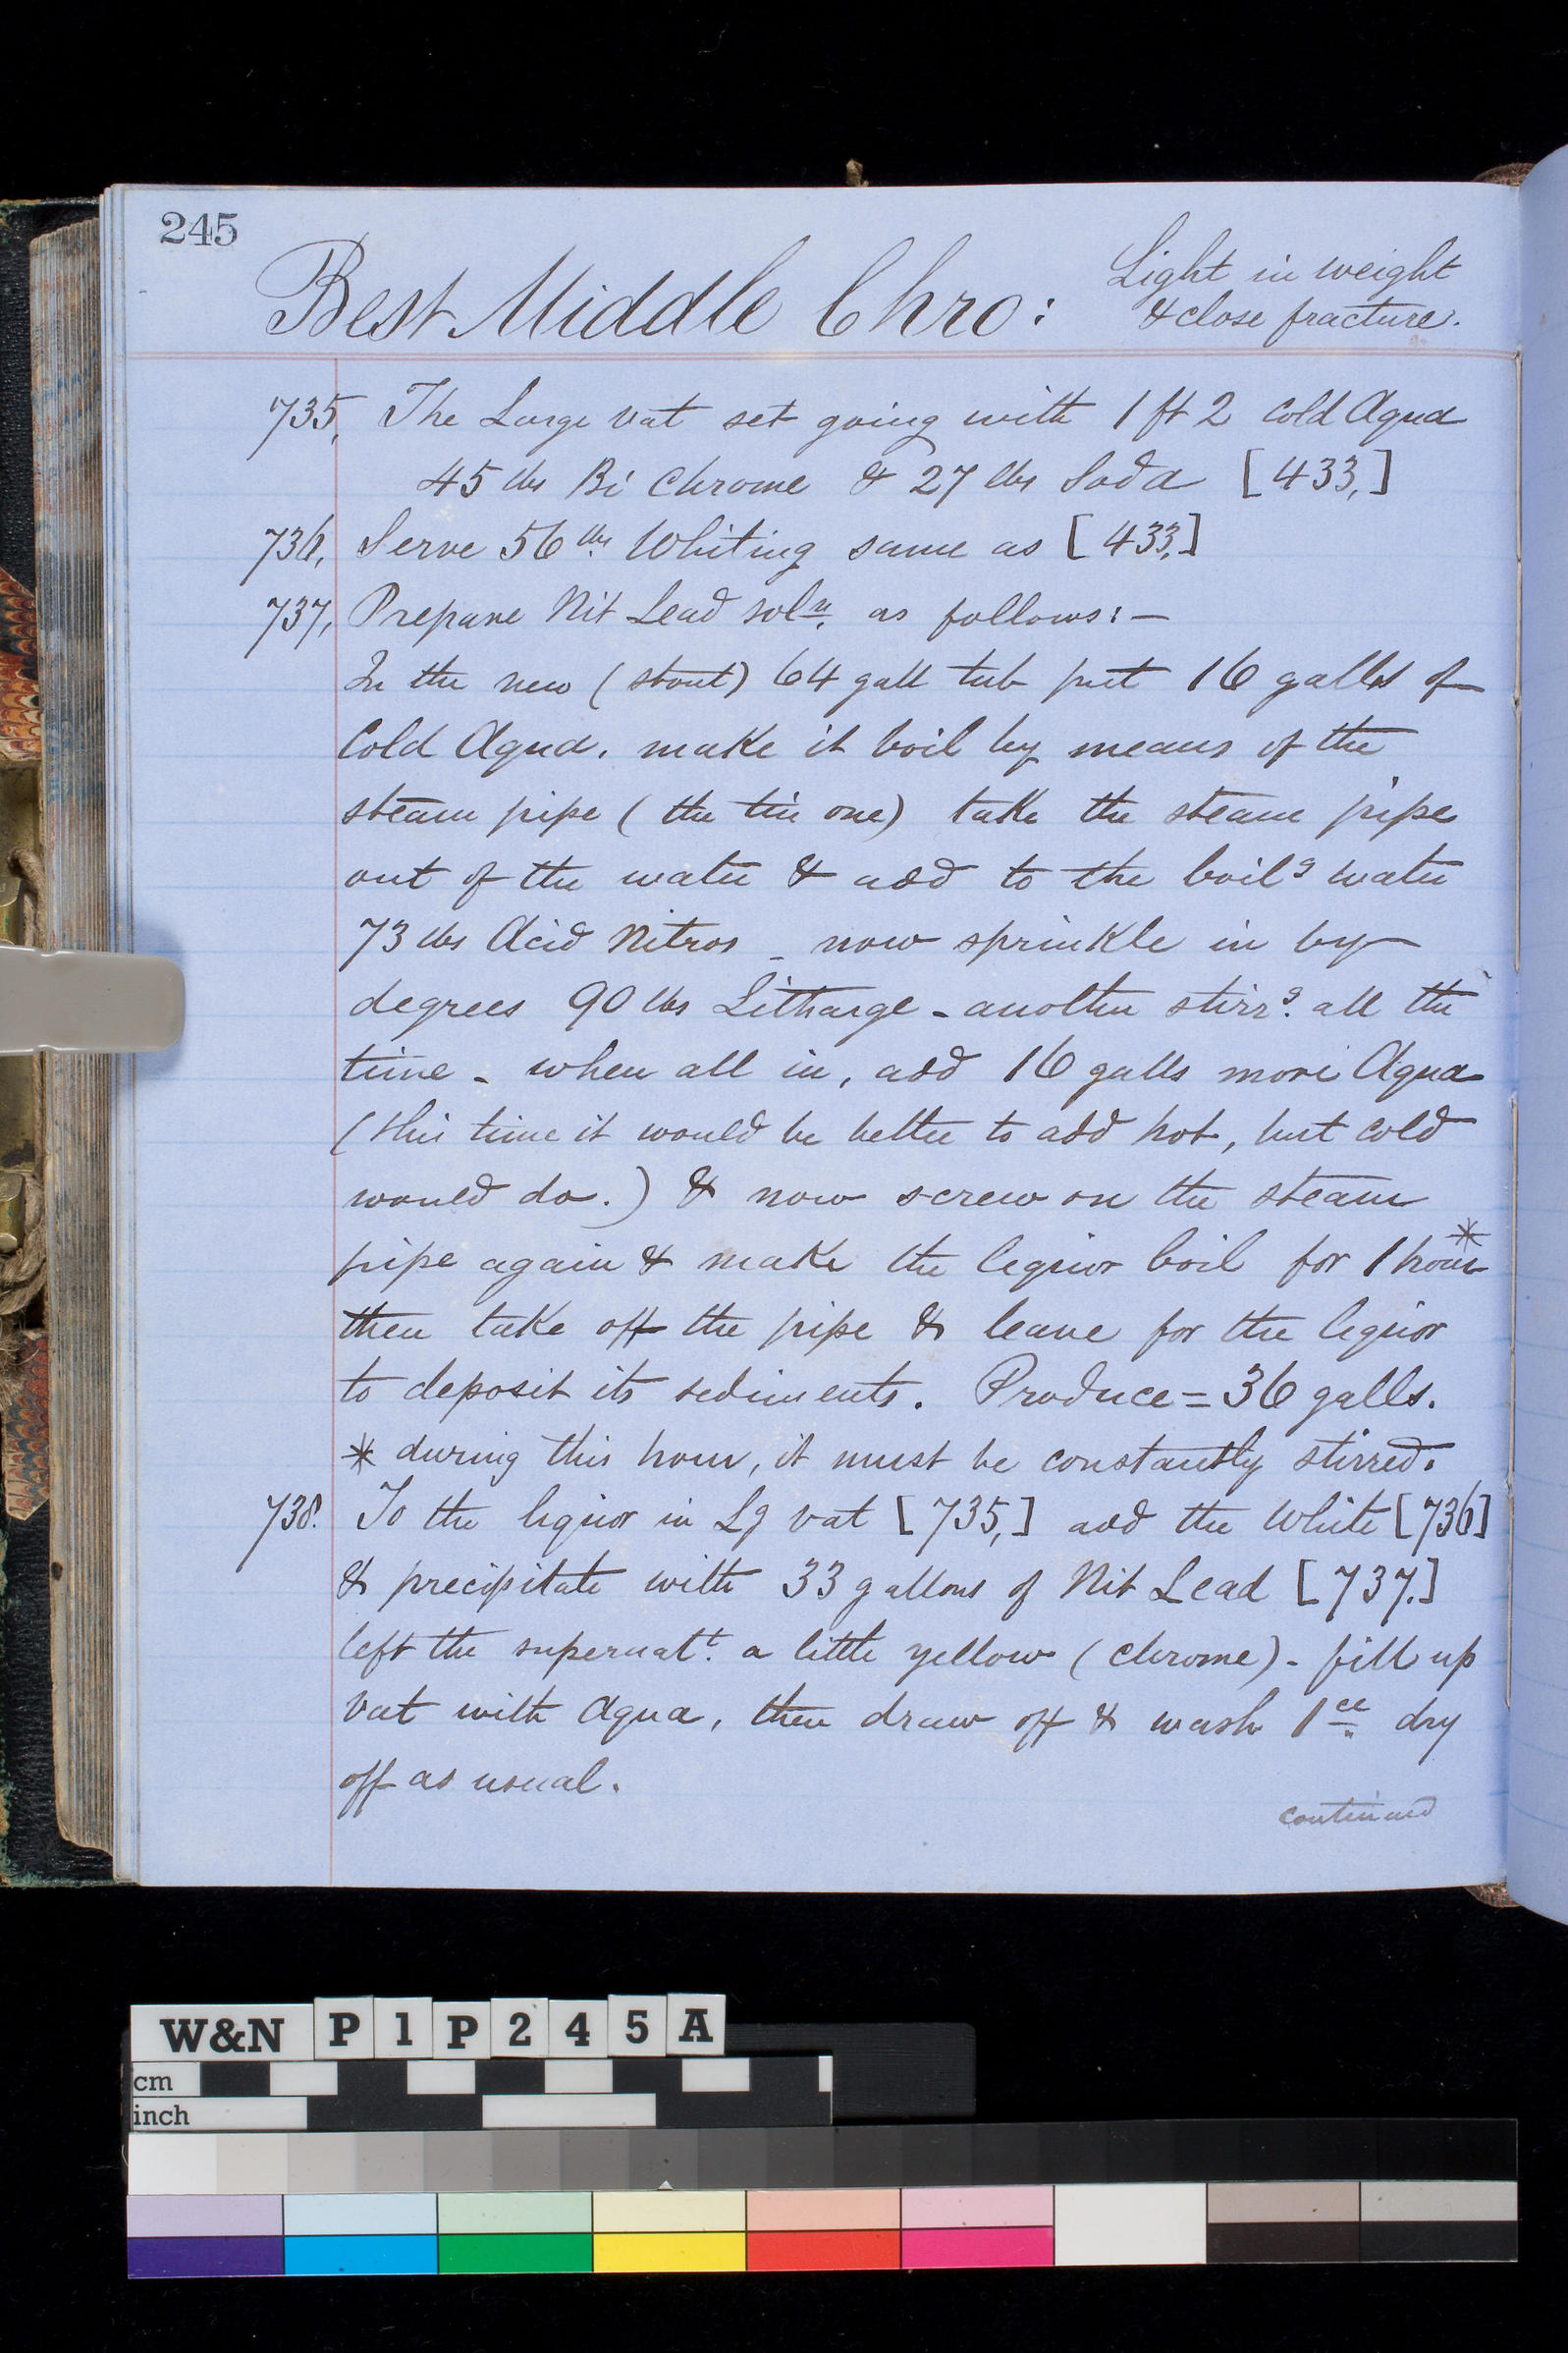 245
Best Middle Chro:
Light in weight
& close fracture.
735, The Large vat set going with 1 ft 2 cold Aqua
45 lbs Bi Chrome & 27 lbs Soda [433,]
736, Serve 56 lbs. Whiting same as [433,]
737, Prepare Nit Lead soln. as follows:—
In the new (stout) 64 gall tub put 16 galls of
Cold Aqua. make it boil by means of the
steam pipe (the tin one) take the steam pipe
out of the water & add to the boilg water
73 lbs Acid Nitros – now sprinkle in by
degrees 90 lbs Litharge – another stirrg. all the
time – when all in, add 16 galls more Aqua
(this time it would be better to add hot, but cold
would do.) & now screw on the steam
pipe again & make the liquor boil for 1 hour*
then take off the pipe & leave for the liquor
to deposit its sediments. Produce = 36 galls.
* during this hour, it must be constantly stirred.
738. To the liquor in Lg vat [735,] add the White [736]
& precipitate with 33 gallons of Nit Lead [737.]
left the supernatt. a little yellow (chrome) – fill up
vat with Aqua, then draw off & wash 1ce. dry
off as usual.
continued
W&N P1P245A
cm
inch